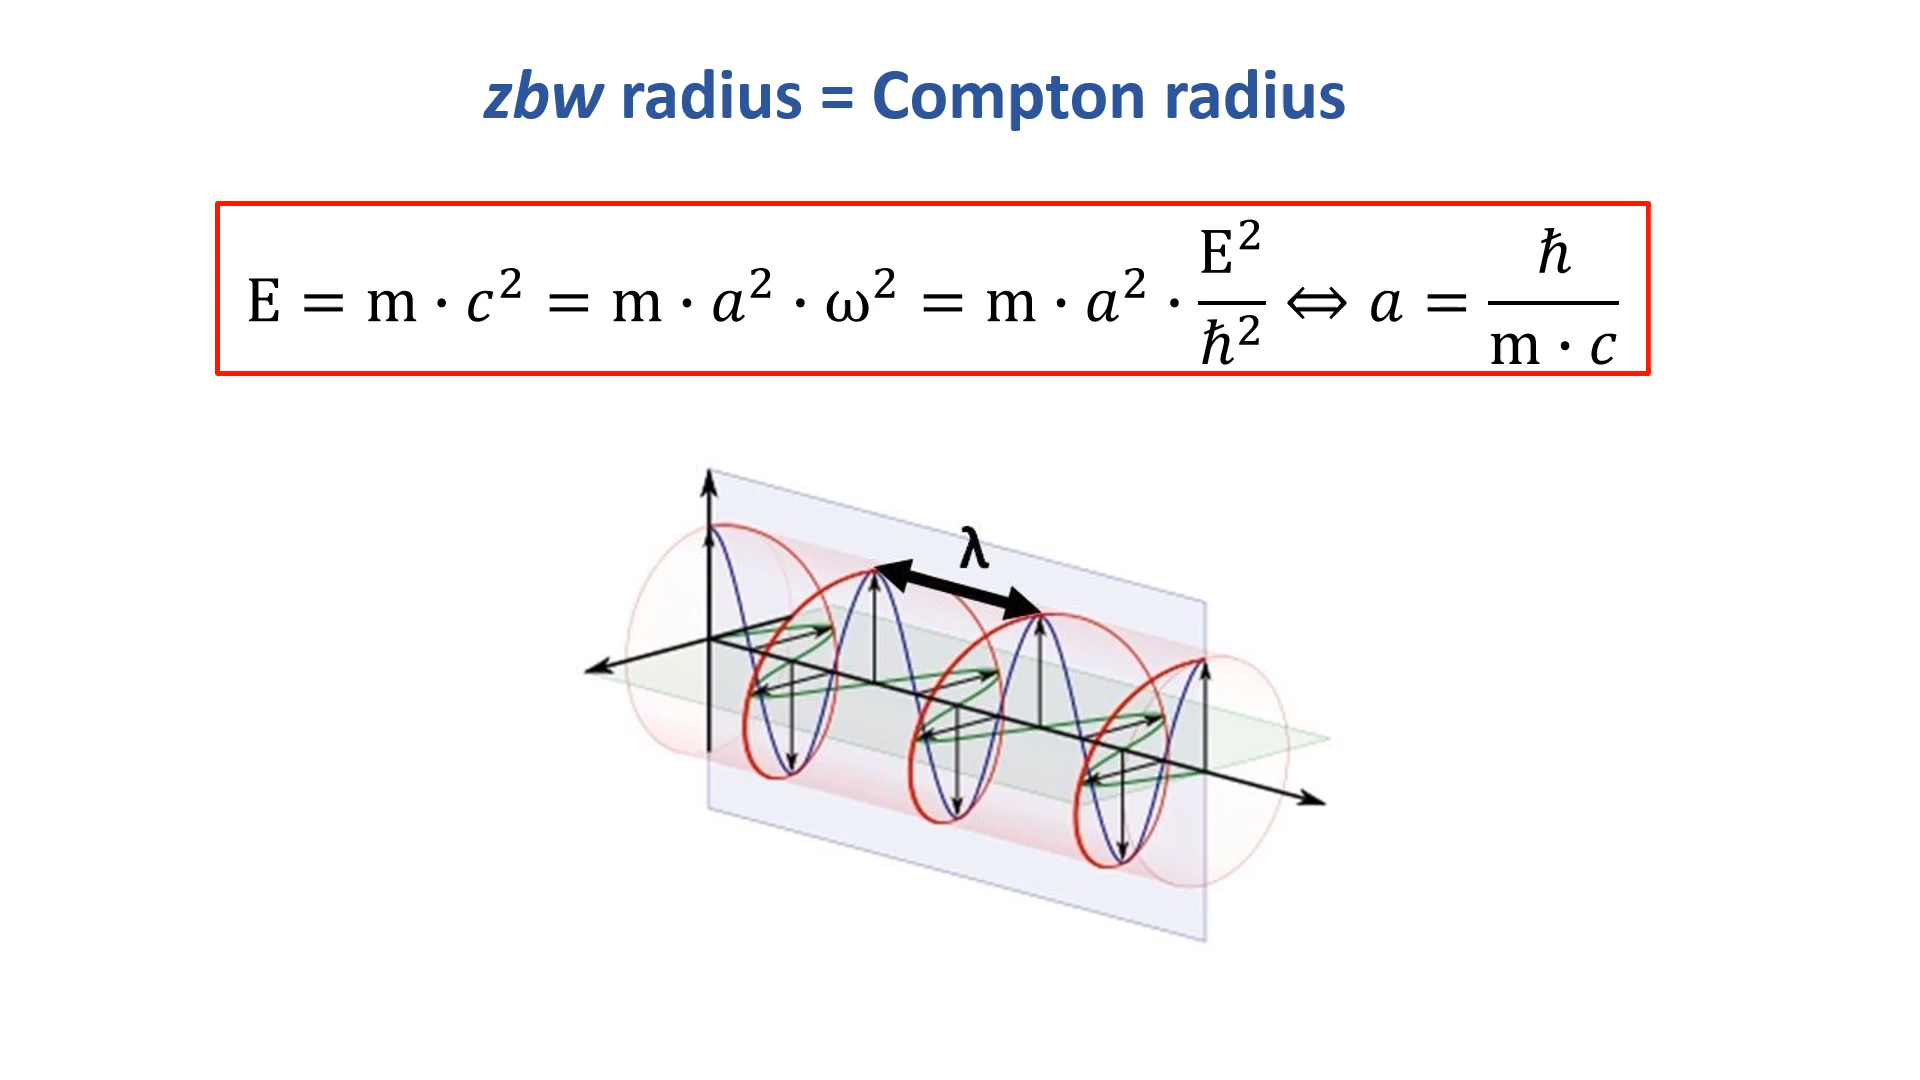 zbw radius = Compton radius
E = m · c² = m · a² · ω² = m · a² · E²/ħ² ⇔ a = ħ/m · c
λ